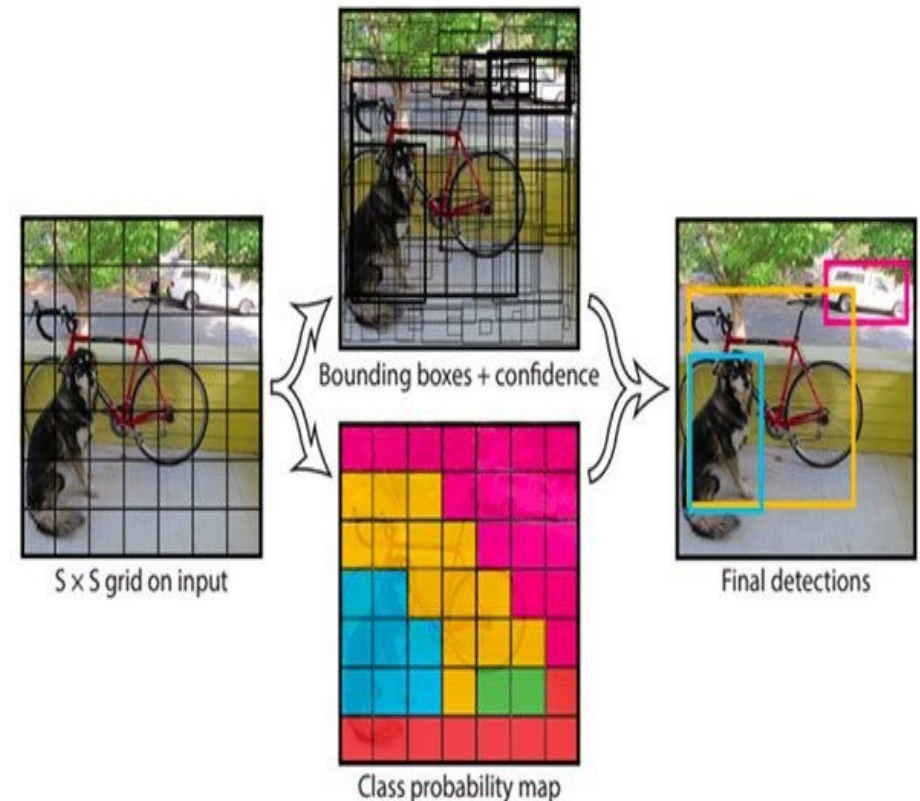 Bounding boxes + confidence
S × S grid on input
Final detections
Class probability map